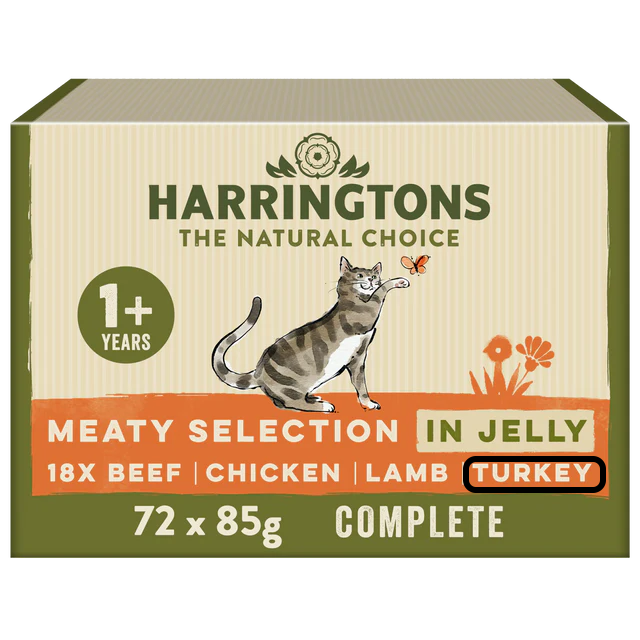 HARRINGTONS
THE NATURAL CHOICE
1+
YEARS
MEATY SELECTION IN JELLY
18X BEEF | CHICKEN | LAMB TURKEY
72 x 85g COMPLETE